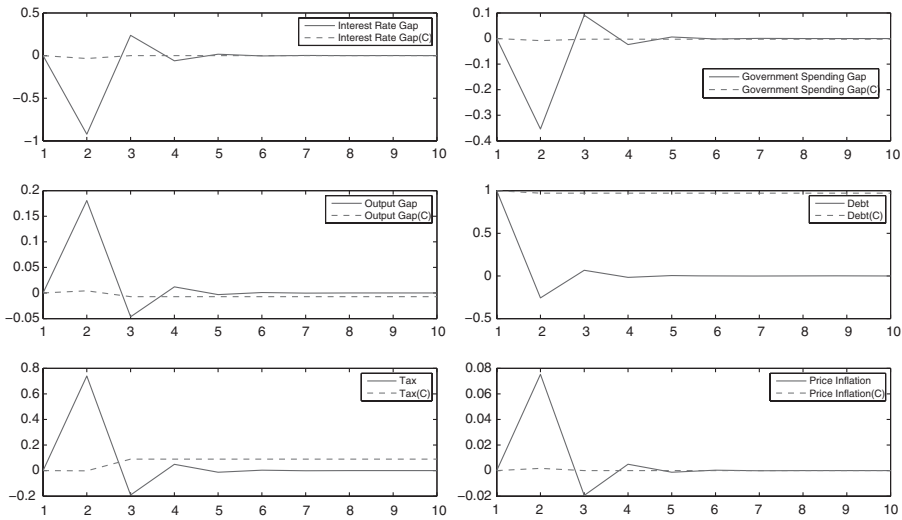 0.5
0
−0.5
−1
Interest Rate Gap
Interest Rate Gap(C)
1 2 3 4 5 6 7 8 9 10
0.1
0
−0.1
−0.2
−0.3
−0.4
Government Spending Gap
Government Spending Gap(C)
1 2 3 4 5 6 7 8 9 10
0.2
0.15
0.1
0.05
0
−0.05
Output Gap
Output Gap(C)
1 2 3 4 5 6 7 8 9 10
1
0.5
0
−0.5
Debt
Debt(C)
1 2 3 4 5 6 7 8 9 10
0.8
0.6
0.4
0.2
0
−0.2
Tax
Tax(C)
1 2 3 4 5 6 7 8 9 10
0.08
0.06
0.04
0.02
0
−0.02
Price Inflation
Price Inflation(C)
1 2 3 4 5 6 7 8 9 10